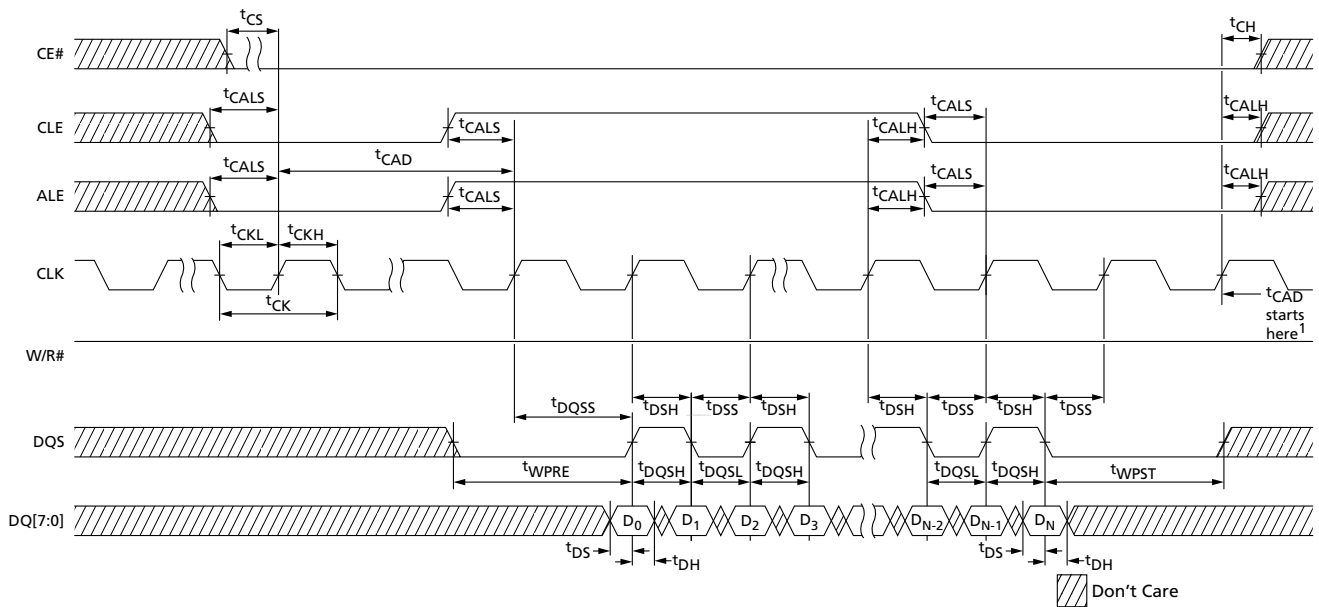 tCS
tCH
CE#
tCALS
tCALS
tCALS
tCALH
tCALH
CLE
tCAD
tCALS
tCALS
tCALS
tCALH
tCALH
ALE
tCKL
tCKH
CLK
tCK
tCAD
starts
here1
W/R#
tDQSS
tDSH
tDSS
tDSH
tDSH
tDSS
tDSH
tDSS
DQS
tWPRE
tDQSH
tDQSL
tDQSH
tDQSL
tDQSH
tWPST
DQ[7:0]
D0
D1
D2
D3
DN-2
DN-1
DN
tDS
tDH
tDS
tDH
Don't Care